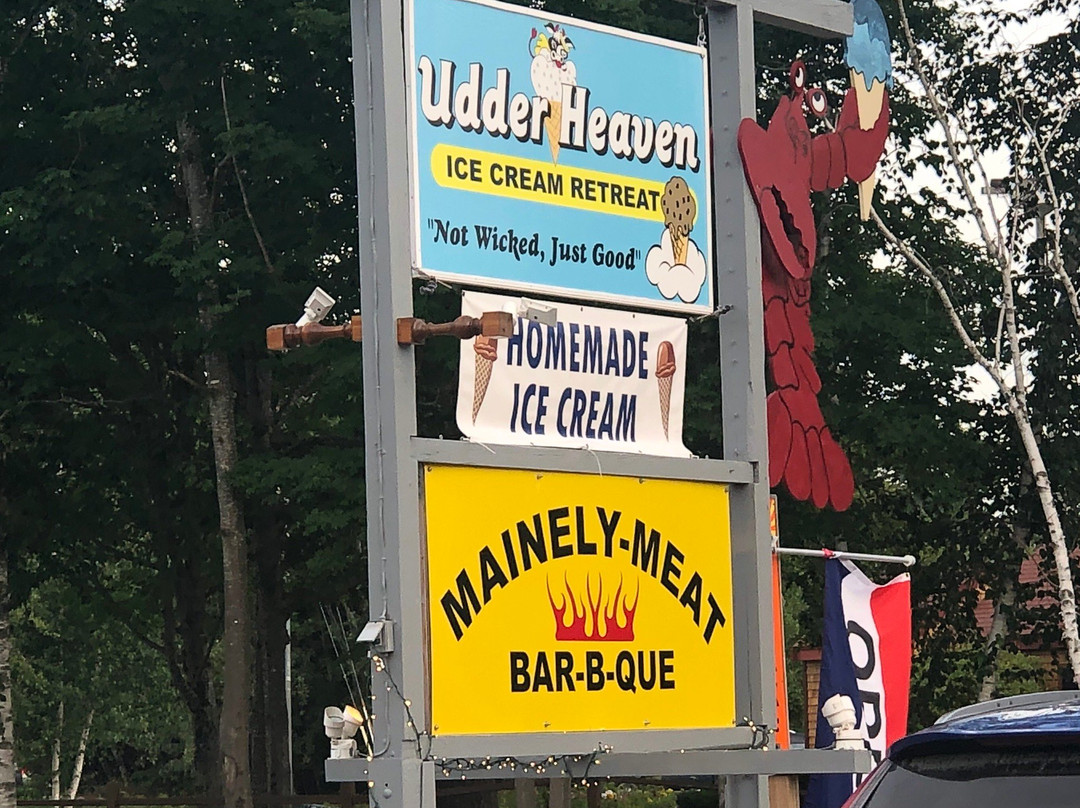 Udder Heaven
ICE CREAM RETREAT
"Not Wicked, Just Good"
HOMEMADE
ICE CREAM
MAINELY-MEAT
BAR-B-QUE